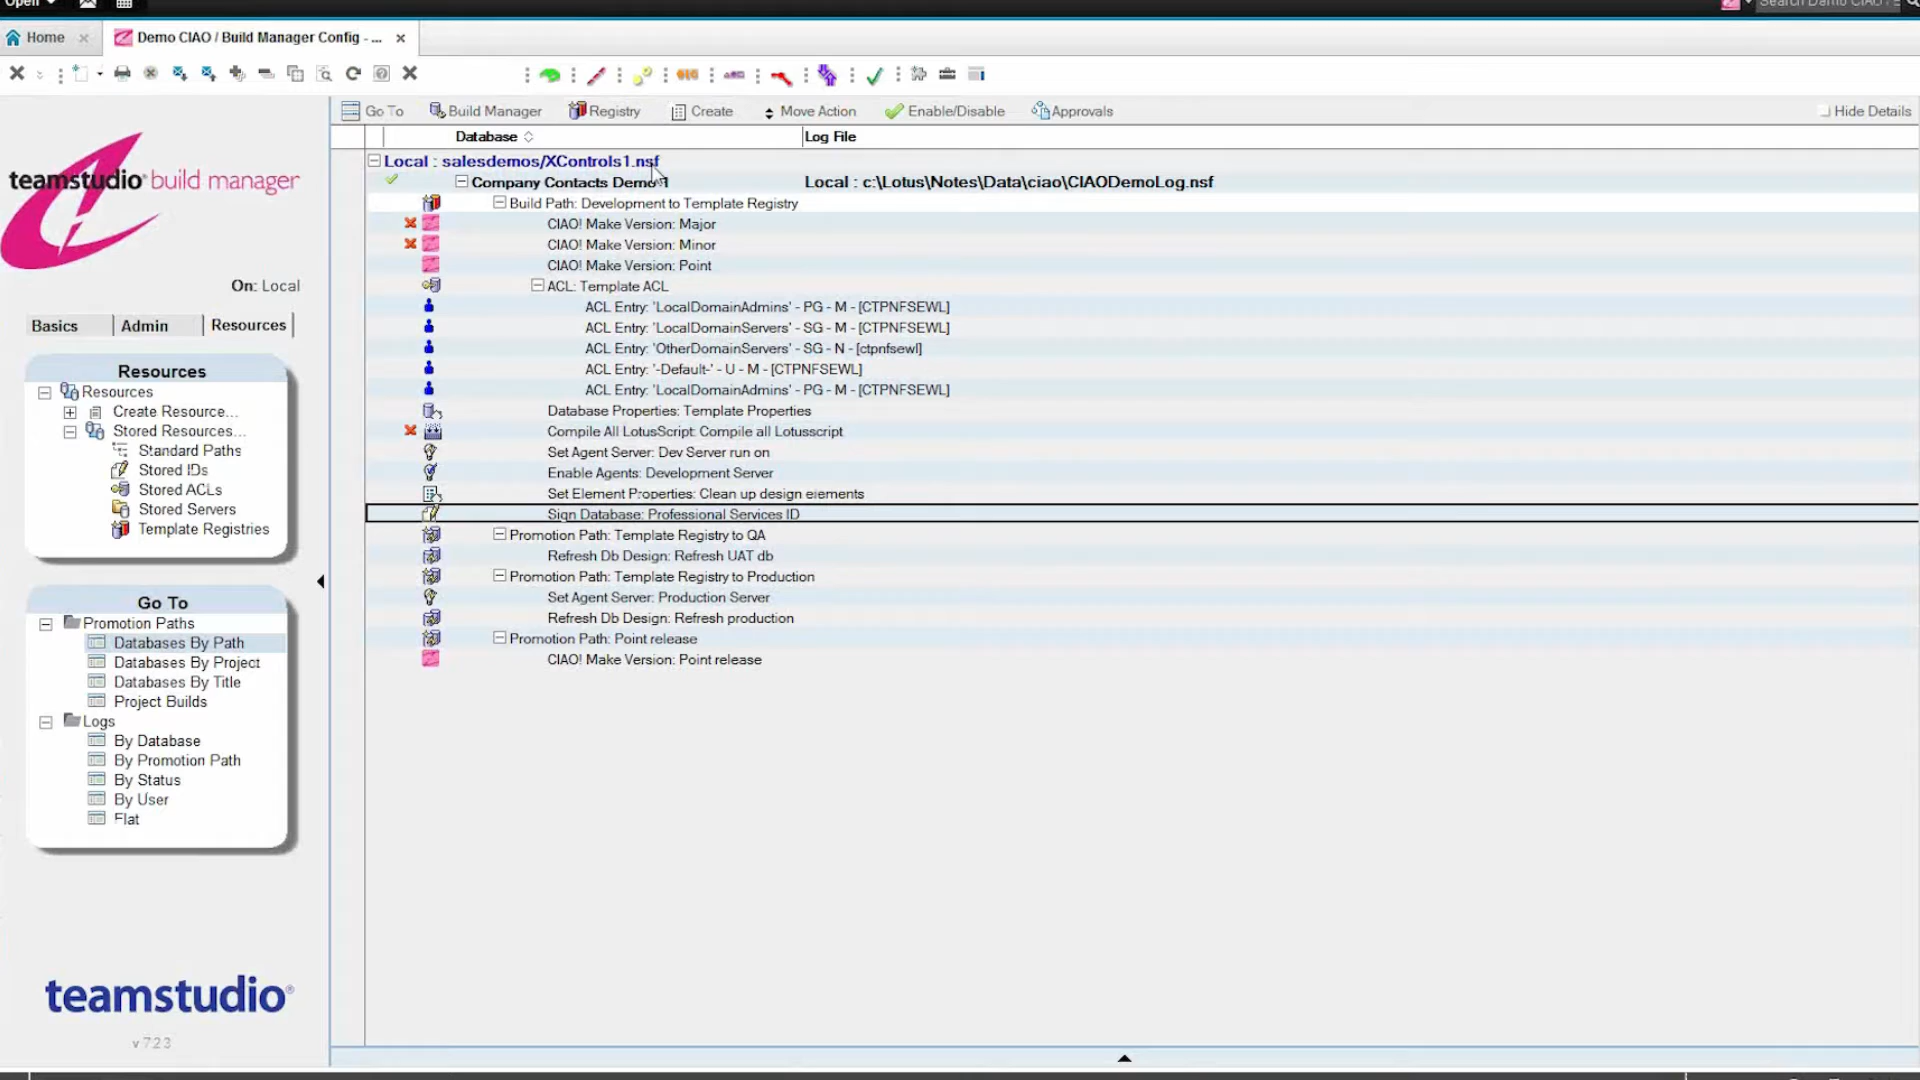 Open
Search Demo CIAO / E
Home
Demo CIAO / Build Manager Config - ...
Go To
Build Manager
Registry
Create
Move Action
Enable/Disable
Approvals
Hide Details
Database
Log File
Local : salesdemos/XControls1.nsf
Company Contacts Demo 1
Local : c:\Lotus\Notes\Data\ciao\CIAODemoLog.nsf
Build Path: Development to Template Registry
CIAO! Make Version: Major
CIAO! Make Version: Minor
CIAO! Make Version: Point
ACL: Template ACL
ACL Entry: 'LocalDomainAdmins' - PG - M - [CTPNFSEWL]
ACL Entry: 'LocalDomainServers' - SG - M - [CTPNFSEWL]
ACL Entry: 'OtherDomainServers' - SG - N - [ctpnfsewl]
ACL Entry: '-Default-' - U - M - [CTPNFSEWL]
ACL Entry: 'LocalDomainAdmins' - PG - M - [CTPNFSEWL]
Database Properties: Template Properties
Compile All LotusScript: Compile all Lotusscript
Set Agent Server: Dev Server run on
Enable Agents: Development Server
Set Element Properties: Clean up design elements
Sign Database: Professional Services ID
Promotion Path: Template Registry to QA
Refresh Db Design: Refresh UAT db
Promotion Path: Template Registry to Production
Set Agent Server: Production Server
Refresh Db Design: Refresh production
Promotion Path: Point release
CIAO! Make Version: Point release
teamstudio® build manager
On: Local
Basics
Admin
Resources
Resources
Resources
Create Resource...
Stored Resources...
Standard Paths
Stored IDs
Stored ACLs
Stored Servers
Template Registries
Go To
Promotion Paths
Databases By Path
Databases By Project
Databases By Title
Project Builds
Logs
By Database
By Promotion Path
By Status
By User
Flat
teamstudio®
v 7.2.3